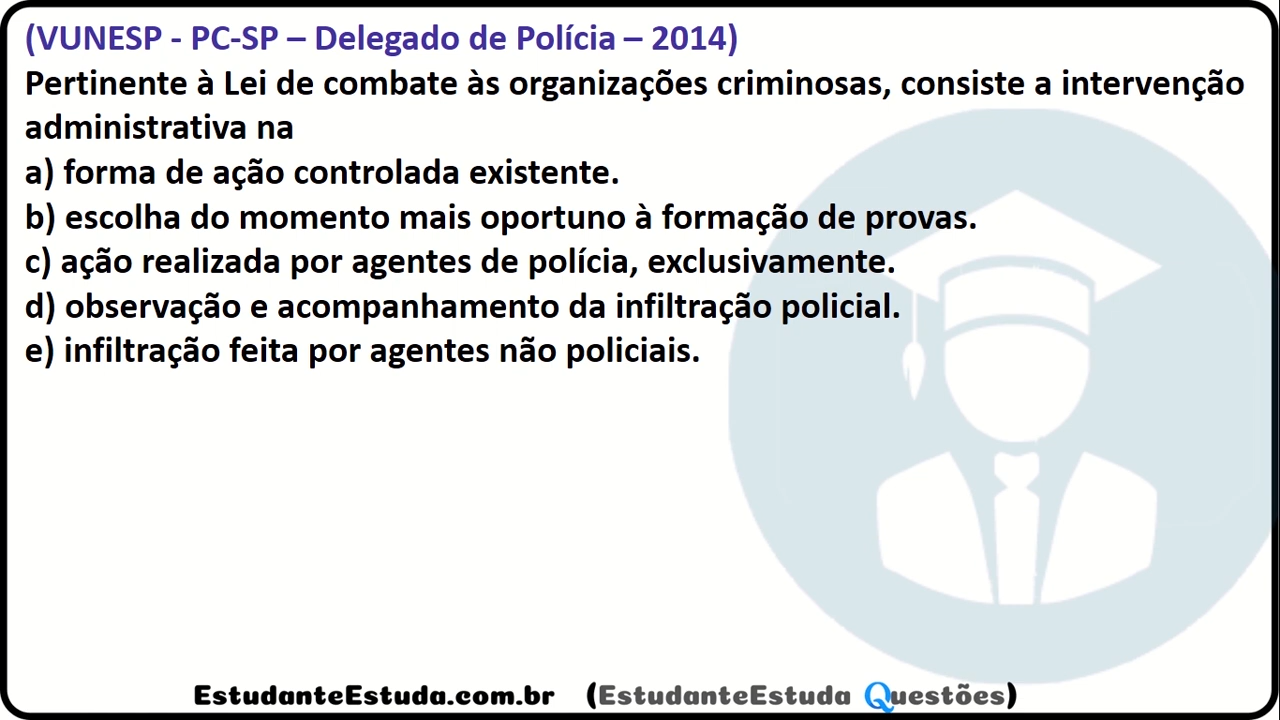 (VUNESP - PC-SP – Delegado de Polícia – 2014)
Pertinente à Lei de combate às organizações criminosas, consiste a intervenção
administrativa na
a) forma de ação controlada existente.
b) escolha do momento mais oportuno à formação de provas.
c) ação realizada por agentes de polícia, exclusivamente.
d) observação e acompanhamento da infiltração policial.
e) infiltração feita por agentes não policiais.
EstudanteEstuda.com.br (EstudanteEstuda Questões)